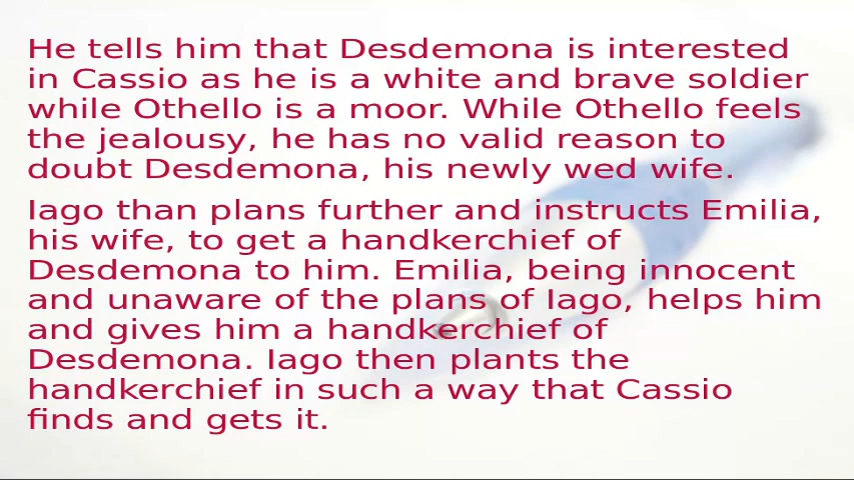 He tells him that Desdemona is interested
in Cassio as he is a white and brave soldier
while Othello is a moor. While Othello feels
the jealousy, he has no valid reason to
doubt Desdemona, his newly wed wife.
Iago than plans further and instructs Emilia,
his wife, to get a handkerchief of
Desdemona to him. Emilia, being innocent
and unaware of the plans of Iago, helps him
and gives him a handkerchief of
Desdemona. Iago then plants the
handkerchief in such a way that Cassio
finds and gets it.